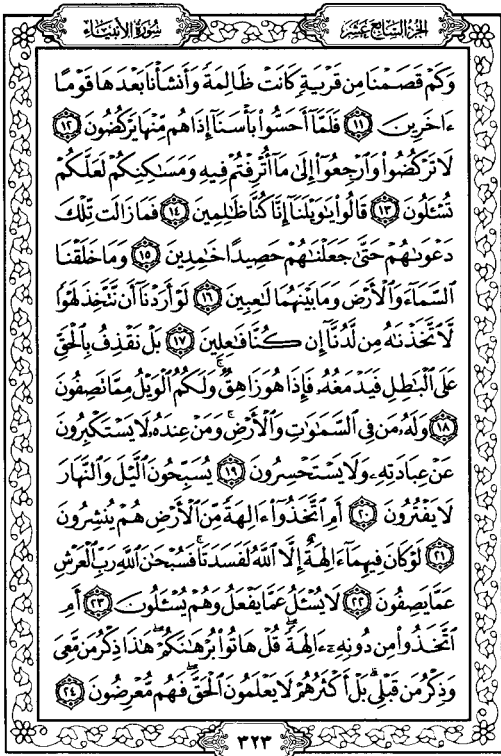 سُورَةُ الأنبيَاء الجزء السابع عشر
وَكَمْ قَصَمْنَا مِن قَرْيَةٍ كَانَتْ ظَالِمَةً وَأَنشَأْنَا بَعْدَهَا قَوْمًا
ءَاخَرِينَ ١١ فَلَمَّآ أَحَسُّوا۟ بَأْسَنَآ إِذَا هُم مِّنْهَا يَرْكُضُونَ ١٢
لَا تَرْكُضُوا۟ وَٱرْجِعُوٓا۟ إِلَىٰ مَآ أُتْرِفْتُمْ فِيهِ وَمَسَٰكِنِكُمْ لَعَلَّكُمْ
تُسْـَٔلُونَ ١٣ قَالُوا۟ يَٰوَيْلَنَآ إِنَّا كُنَّا ظَٰلِمِينَ ١٤ فَمَا زَالَت تِّلْكَ
دَعْوَىٰهُمْ حَتَّىٰ جَعَلْنَٰهُمْ حَصِيدًا خَٰمِدِينَ ١٥ وَمَا خَلَقْنَا
ٱلسَّمَآءَ وَٱلْأَرْضَ وَمَا بَيْنَهُمَا لَٰعِبِينَ ١٦ لَوْ أَرَدْنَآ أَن نَّتَّخِذَ لَهْوًا
لَّٱتَّخَذْنَٰهُ مِن لَّدُنَّآ إِن كُنَّا فَٰعِلِينَ ١٧ بَلْ نَقْذِفُ بِٱلْحَقِّ
عَلَى ٱلْبَٰطِلِ فَيَدْمَغُهُۥ فَإِذَا هُوَ زَاهِقٌ ۚ وَلَكُمُ ٱلْوَيْلُ مِمَّا تَصِفُونَ
١٨ وَلَهُۥ مَن فِى ٱلسَّمَٰوَٰتِ وَٱلْأَرْضِ ۚ وَمَنْ عِندَهُۥ لَا يَسْتَكْبِرُونَ
عَنْ عِبَادَتِهِۦ وَلَا يَسْتَحْسِرُونَ ١٩ يُسَبِّحُونَ ٱلَّيْلَ وَٱلنَّهَارَ
لَا يَفْتُرُونَ ٢٠ أَمِ ٱتَّخَذُوٓا۟ ءَالِهَةً مِّنَ ٱلْأَرْضِ هُمْ يُنشِرُونَ
٢١ لَوْ كَانَ فِيهِمَآ ءَالِهَةٌ إِلَّا ٱللَّهُ لَفَسَدَتَا ۚ فَسُبْحَٰنَ ٱللَّهِ رَبِّ ٱلْعَرْشِ
عَمَّا يَصِفُونَ ٢٢ لَا يُسْـَٔلُ عَمَّا يَفْعَلُ وَهُمْ يُسْـَٔلُونَ ٢٣ أَمِ
ٱتَّخَذُوا۟ مِن دُونِهِۦٓ ءَالِهَةً ۖ قُلْ هَاتُوا۟ بُرْهَٰنَكُمْ ۖ هَٰذَا ذِكْرُ مَن مَّعِىَ
وَذِكْرُ مَن قَبْلِى ۗ بَلْ أَكْثَرُهُمْ لَا يَعْلَمُونَ ٱلْحَقَّ ۖ فَهُم مُّعْرِضُونَ ٢٤
٣٢٣